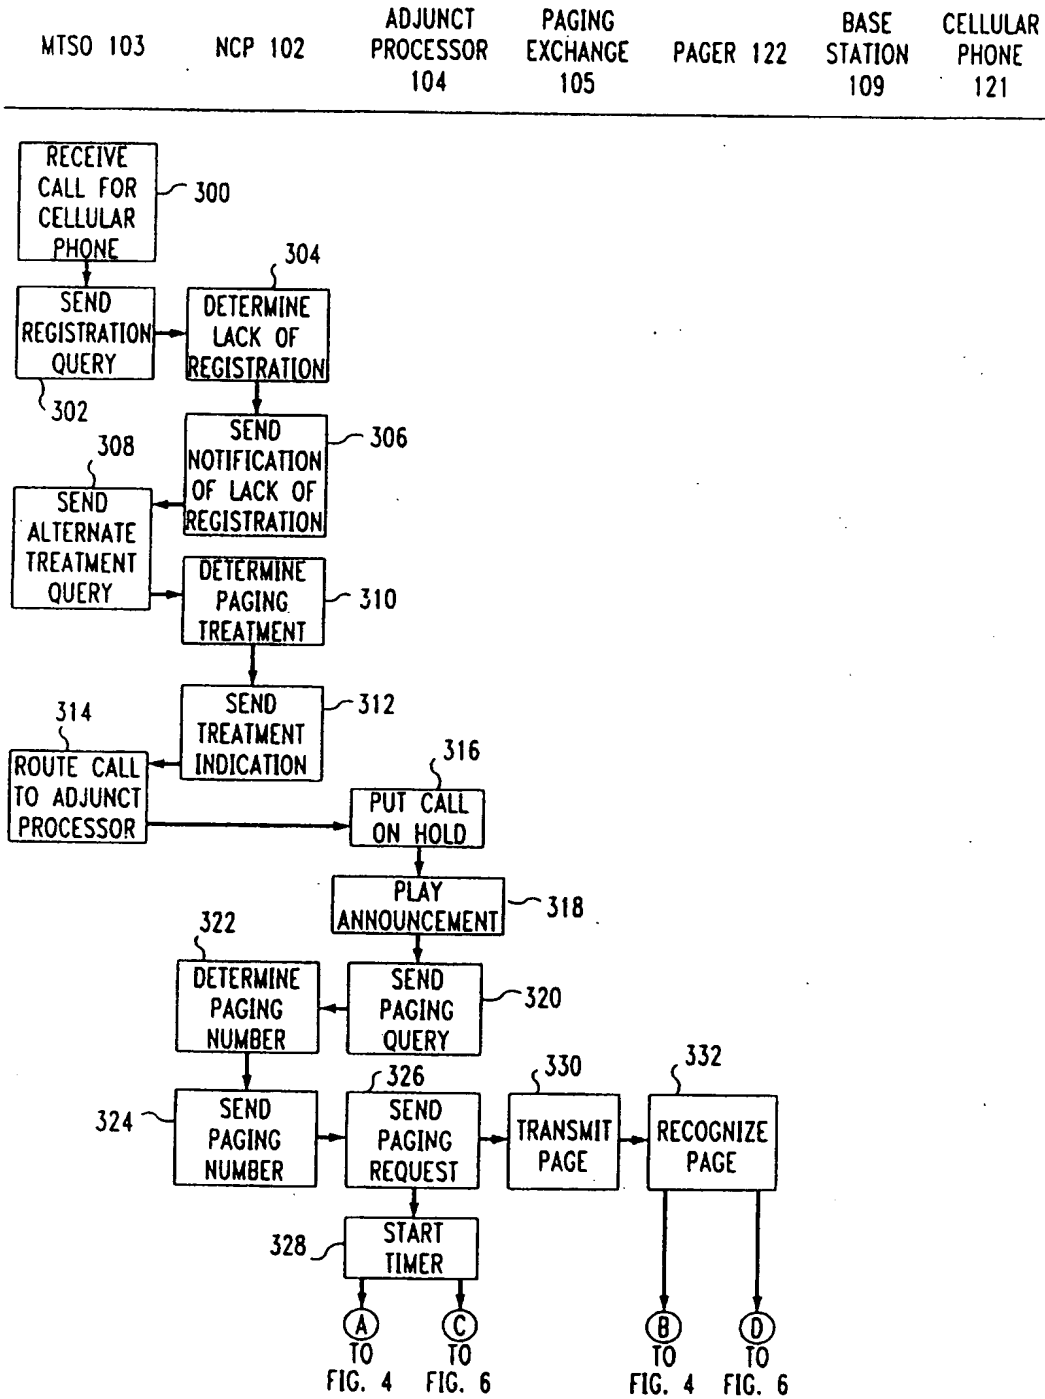 MTSO 103
NCP 102
ADJUNCT
PROCESSOR
104
PAGING
EXCHANGE
105
PAGER 122
BASE
STATION
109
CELLULAR
PHONE
121
RECEIVE
CALL FOR
CELLULAR
PHONE
300
SEND
REGISTRATION
QUERY
302
304
DETERMINE
LACK OF
REGISTRATION
SEND
NOTIFICATION
OF LACK OF
REGISTRATION
306
308
SEND
ALTERNATE
TREATMENT
QUERY
DETERMINE
PAGING
TREATMENT
310
SEND
TREATMENT
INDICATION
312
314
ROUTE CALL
TO ADJUNCT
PROCESSOR
316
PUT CALL
ON HOLD
PLAY
ANNOUNCEMENT
318
322
DETERMINE
PAGING
NUMBER
SEND
PAGING
QUERY
320
324
SEND
PAGING
NUMBER
326
SEND
PAGING
REQUEST
330
TRANSMIT
PAGE
332
RECOGNIZE
PAGE
328
START
TIMER
A
TO
FIG. 4
C
TO
FIG. 6
B
TO
FIG. 4
D
TO
FIG. 6